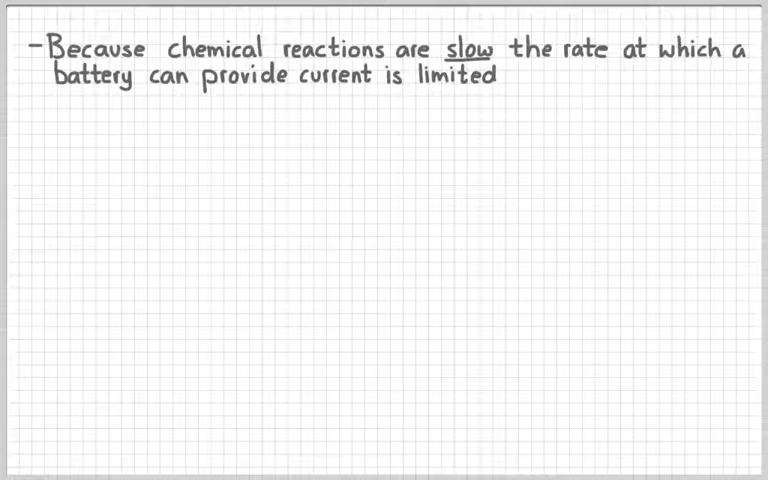 -Because chemical reactions are slow the rate at which a
battery can provide current is limited